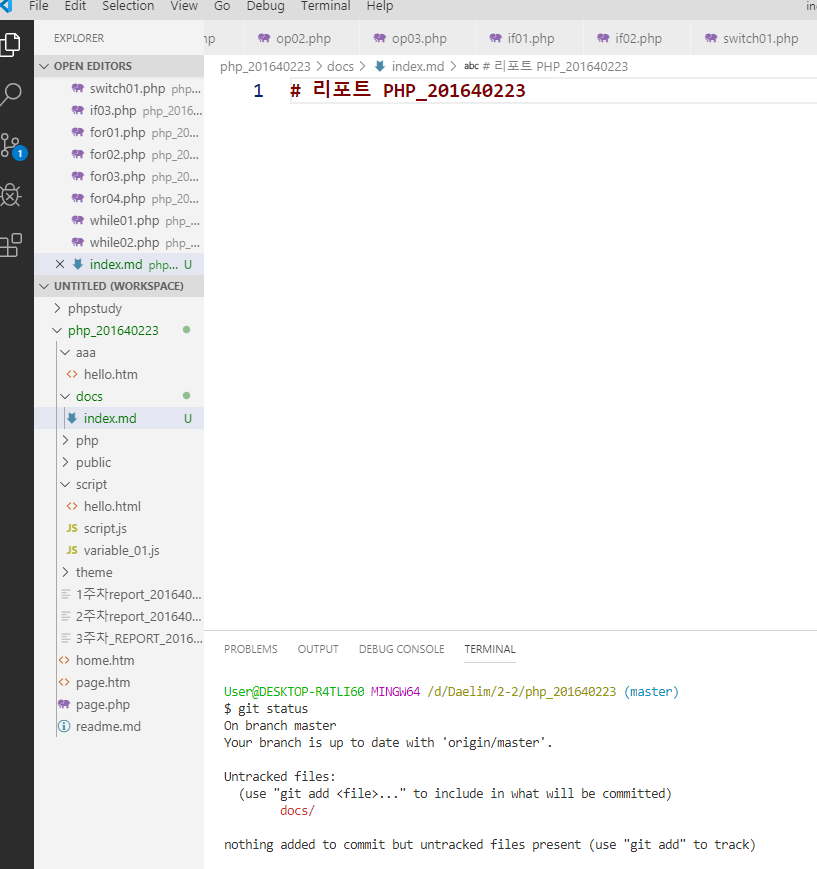 File Edit Selection View Go Debug Terminal Help
EXPLORER
op02.php op03.php if01.php if02.php switch01.php
OPEN EDITORS
switch01.php php...
if03.php php_2016...
for01.php php_20...
for02.php php_20...
for03.php php_20...
for04.php php_20...
while01.php php_...
while02.php php_...
index.md php... U
UNTITLED (WORKSPACE)
phpstudy
php_201640223
aaa
hello.htm
docs
index.md U
php
public
script
hello.html
JS script.js
JS variable_01.js
theme
1주차report_201640...
2주차report_201640...
3주차_REPORT_2016...
home.htm
page.htm
page.php
readme.md
1
php_201640223 > docs > index.md > abc # 리포트 PHP_201640223
1 # 리포트 PHP_201640223
PROBLEMS OUTPUT DEBUG CONSOLE TERMINAL
User@DESKTOP-R4TLI60 MINGW64 /d/Daelim/2-2/php_201640223 (master)
$ git status
On branch master
Your branch is up to date with 'origin/master'.
Untracked files:
(use "git add <file>..." to include in what will be committed)
docs/
nothing added to commit but untracked files present (use "git add" to track)